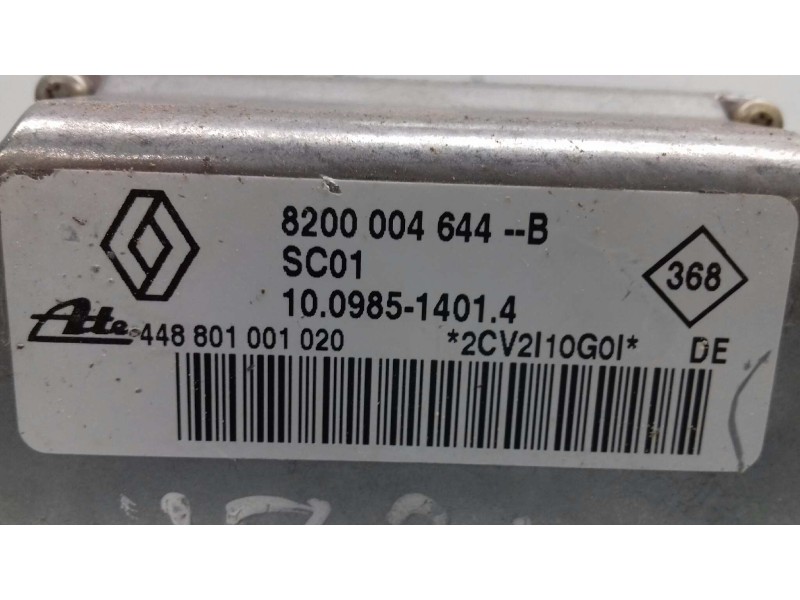 8200 004 644 --B
SC01
368
10.0985-1401.4
Ate 448 801 001 020 *2CV2I10G0I* DE